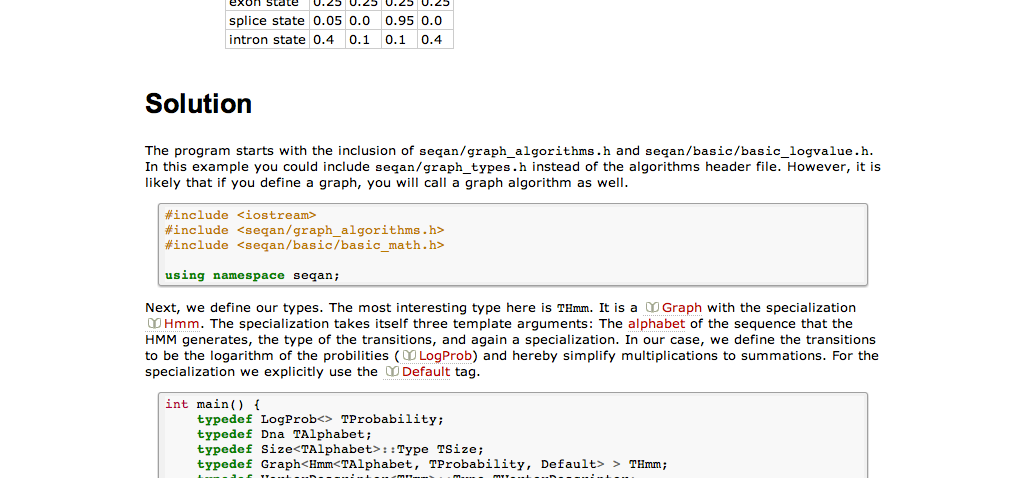 exon state 0.25 0.25 0.25 0.25
splice state 0.05 0.0 0.95 0.0
intron state 0.4 0.1 0.1 0.4
Solution
The program starts with the inclusion of seqan/graph_algorithms.h and seqan/basic/basic_logvalue.h.
In this example you could include seqan/graph_types.h instead of the algorithms header file. However, it is
likely that if you define a graph, you will call a graph algorithm as well.
#include <iostream>
#include <seqan/graph_algorithms.h>
#include <seqan/basic/basic_math.h>
using namespace seqan;
Next, we define our types. The most interesting type here is THmm. It is a Graph with the specialization
Hmm. The specialization takes itself three template arguments: The alphabet of the sequence that the
HMM generates, the type of the transitions, and again a specialization. In our case, we define the transitions
to be the logarithm of the probilities (LogProb) and hereby simplify multiplications to summations. For the
specialization we explicitly use the Default tag.
int main() {
typedef LogProb<> TProbability;
typedef Dna TAlphabet;
typedef Size<TAlphabet>::Type TSize;
typedef Graph<Hmm<TAlphabet, TProbability, Default> > THmm;